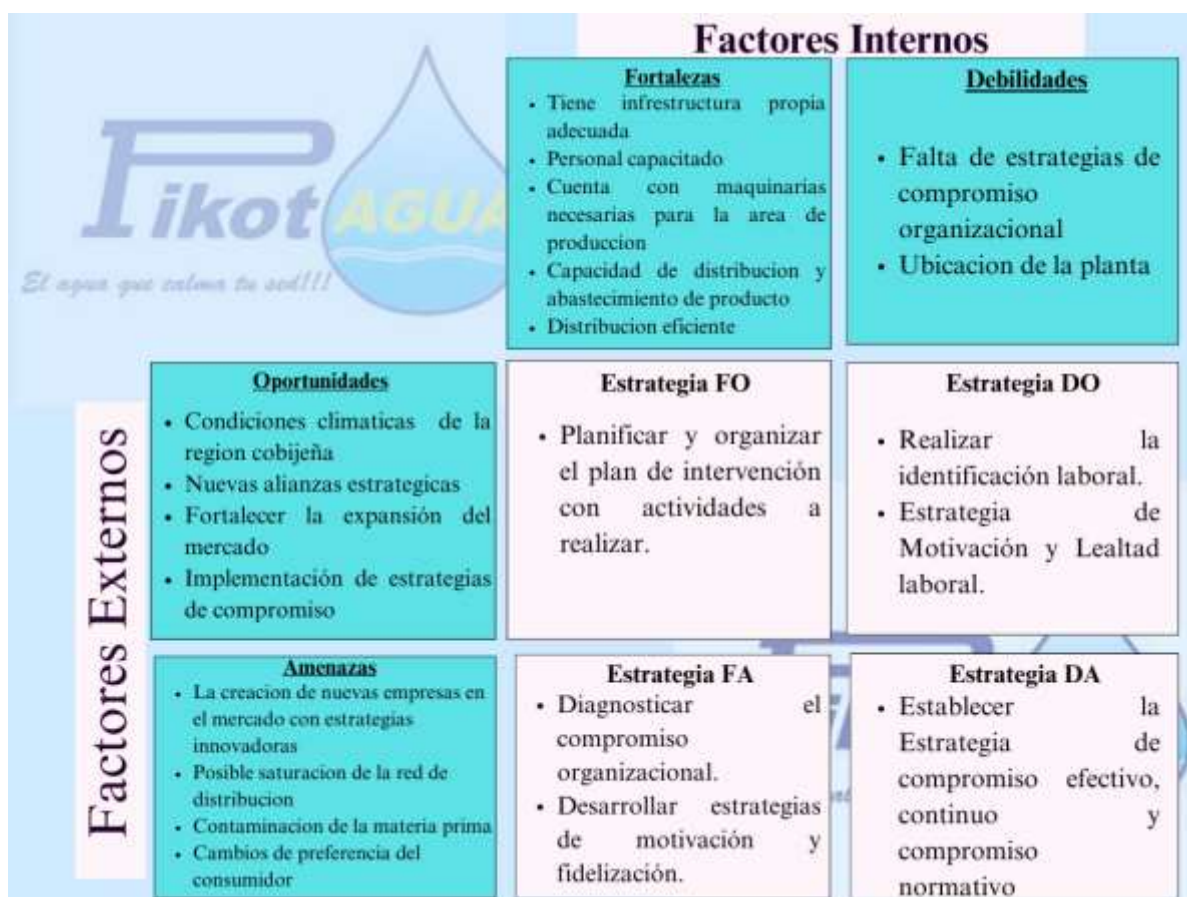 Factores Internos
Fortalezas
• Tiene infrestructura propia
adecuada
• Personal capacitado
• Cuenta con maquinarias
necesarias para la area de
produccion
• Capacidad de distribucion y
abastecimiento de producto
• Distribucion eficiente
Debilidades
• Falta de estrategias de
compromiso
organizacional
• Ubicacion de la planta
Pikot AGUA
El agua que calma tu sed!!!
Factores Externos
Oportunidades
• Condiciones climaticas de la
region cobijeña
• Nuevas alianzas estrategicas
• Fortalecer la expansión del
mercado
• Implementación de estrategias
de compromiso
Estrategia FO
• Planificar y organizar
el plan de intervención
con actividades a
realizar.
Estrategia DO
• Realizar la
identificación laboral.
• Estrategia de
Motivación y Lealtad
laboral.
Amenazas
• La creacion de nuevas empresas en
el mercado con estrategias
innovadoras
• Posible saturacion de la red de
distribucion
• Contaminacion de la materia prima
• Cambios de preferencia del
consumidor
Estrategia FA
• Diagnosticar el
compromiso
organizacional.
• Desarrollar estrategias
de motivación y
fidelización.
Estrategia DA
• Establecer la
Estrategia de
compromiso efectivo,
continuo y
compromiso
normativo